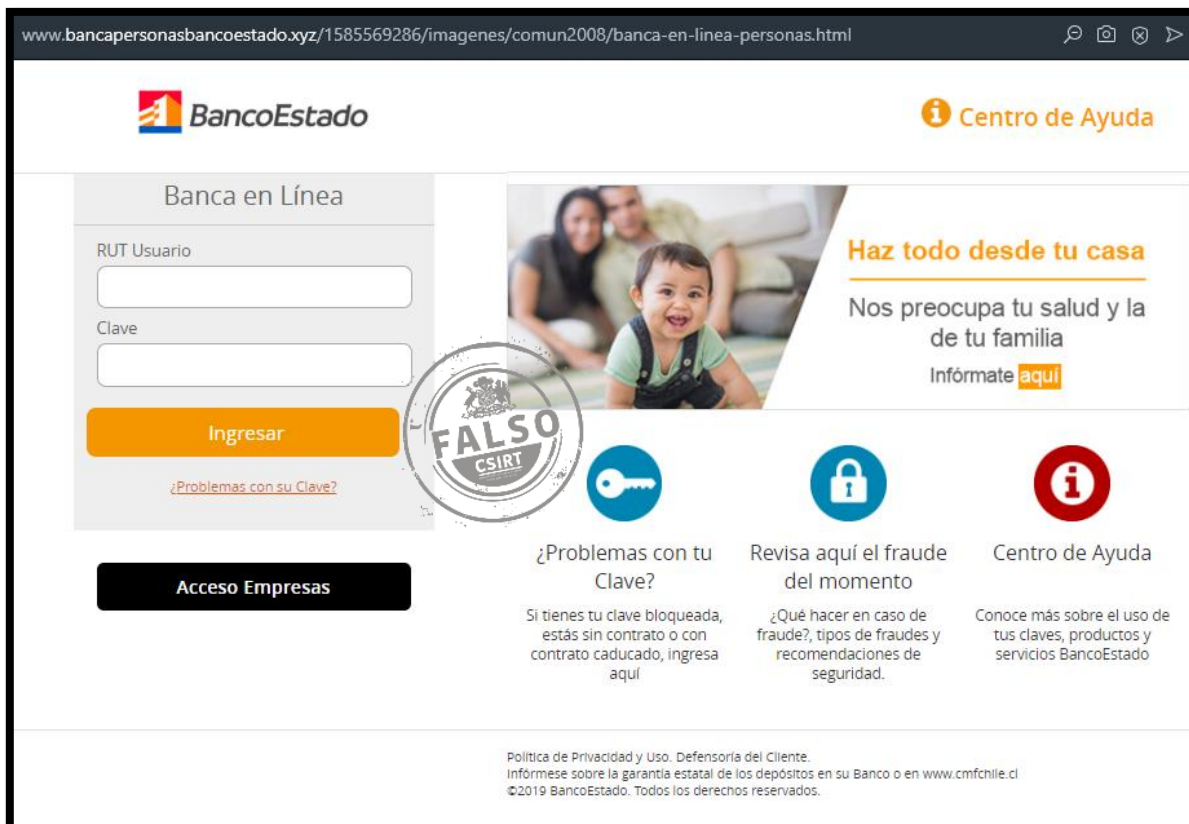 www.bancapersonasbancoestado.xyz/1585569286/imagenes/comun2008/banca-en-linea-personas.html
BancoEstado
Centro de Ayuda
Banca en Línea
RUT Usuario
Clave
Ingresar
¿Problemas con su Clave?
Acceso Empresas
Haz todo desde tu casa
Nos preocupa tu salud y la
de tu familia
Infórmate aquí
FALSO
CSIRT
¿Problemas con tu
Clave?
Si tienes tu clave bloqueada,
estás sin contrato o con
contrato caducado, ingresa
aquí
Revisa aquí el fraude
del momento
¿Qué hacer en caso de
fraude?, tipos de fraudes y
recomendaciones de
seguridad.
Centro de Ayuda
Conoce más sobre el uso de
tus claves, productos y
servicios BancoEstado
Política de Privacidad y Uso. Defensoría del Cliente.
Infórmese sobre la garantía estatal de los depósitos en su Banco o en www.cmfchile.cl
©2019 BancoEstado. Todos los derechos reservados.